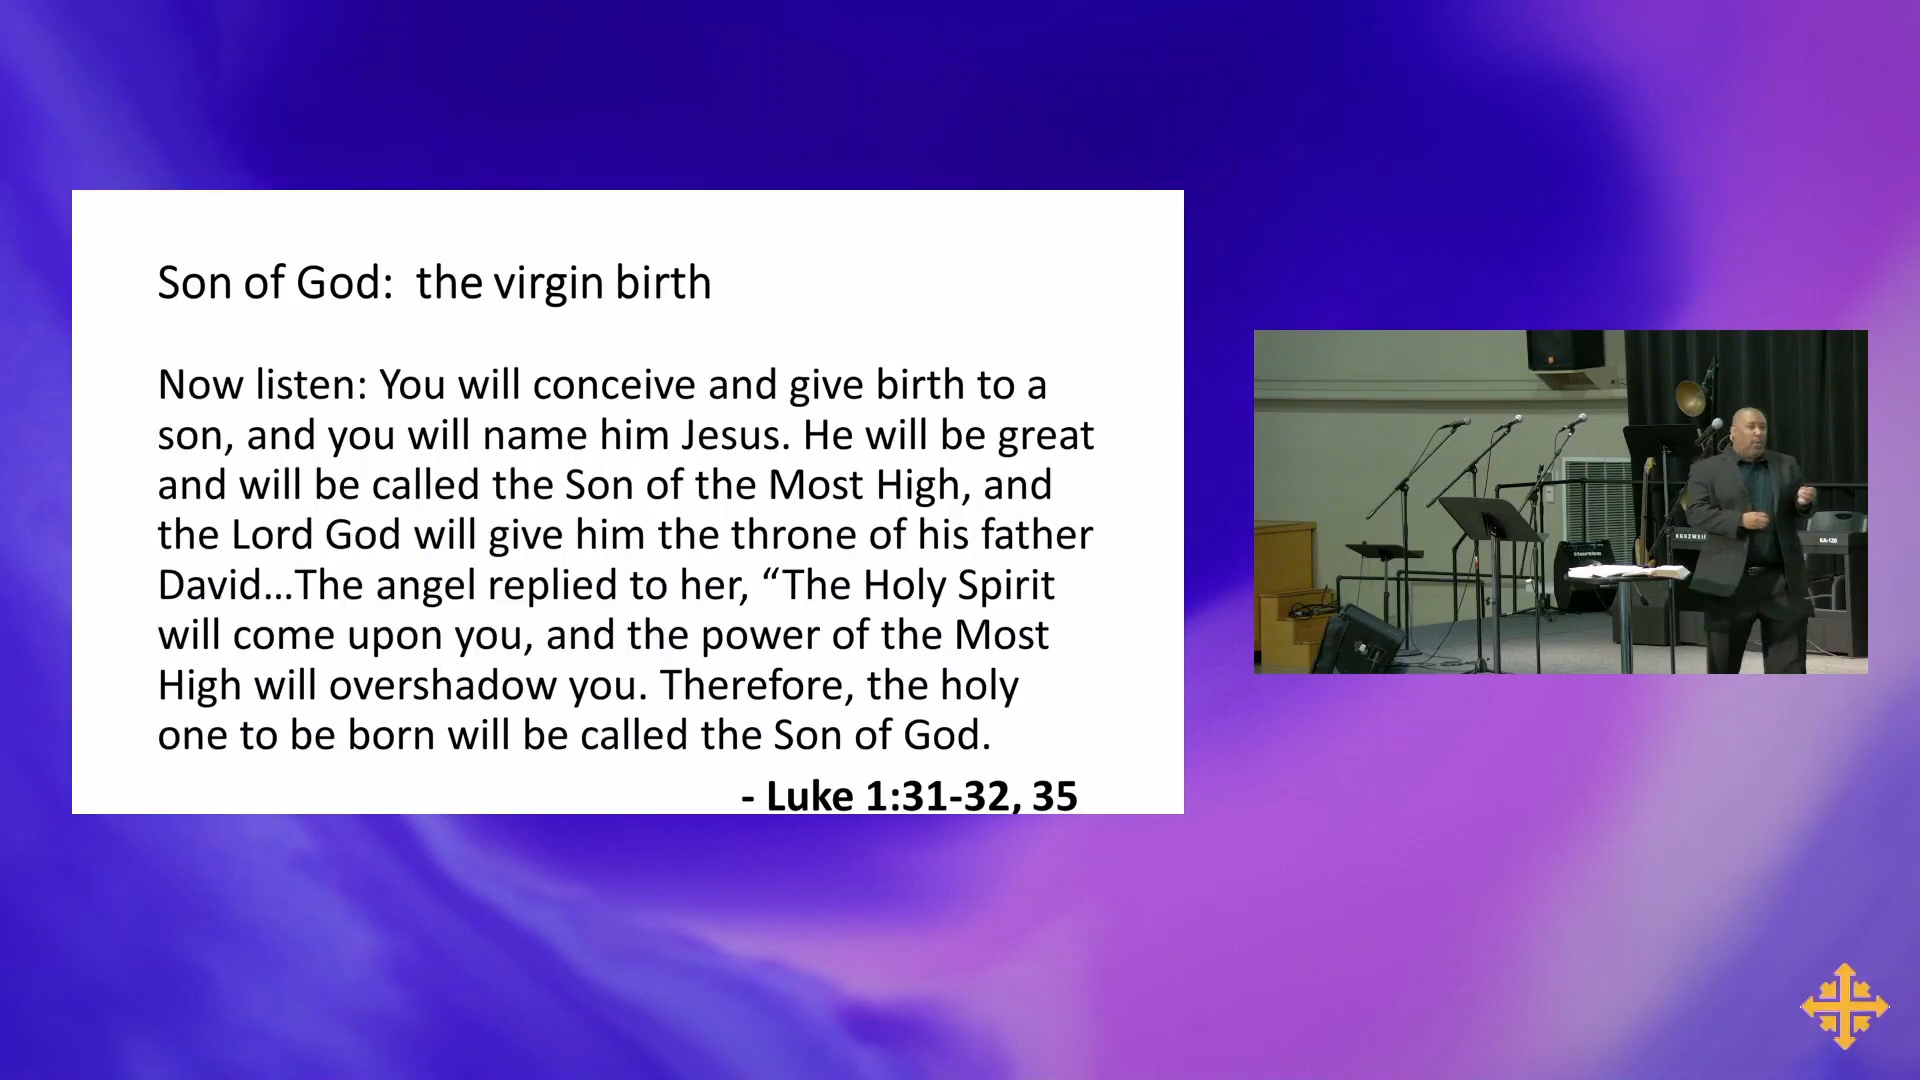 Son of God:  the virgin birth
Now listen: You will conceive and give birth to a
son, and you will name him Jesus. He will be great
and will be called the Son of the Most High, and
the Lord God will give him the throne of his father
David…The angel replied to her, “The Holy Spirit
will come upon you, and the power of the Most
High will overshadow you. Therefore, the holy
one to be born will be called the Son of God.
- Luke 1:31-32, 35
KURZWEIL
KA-120